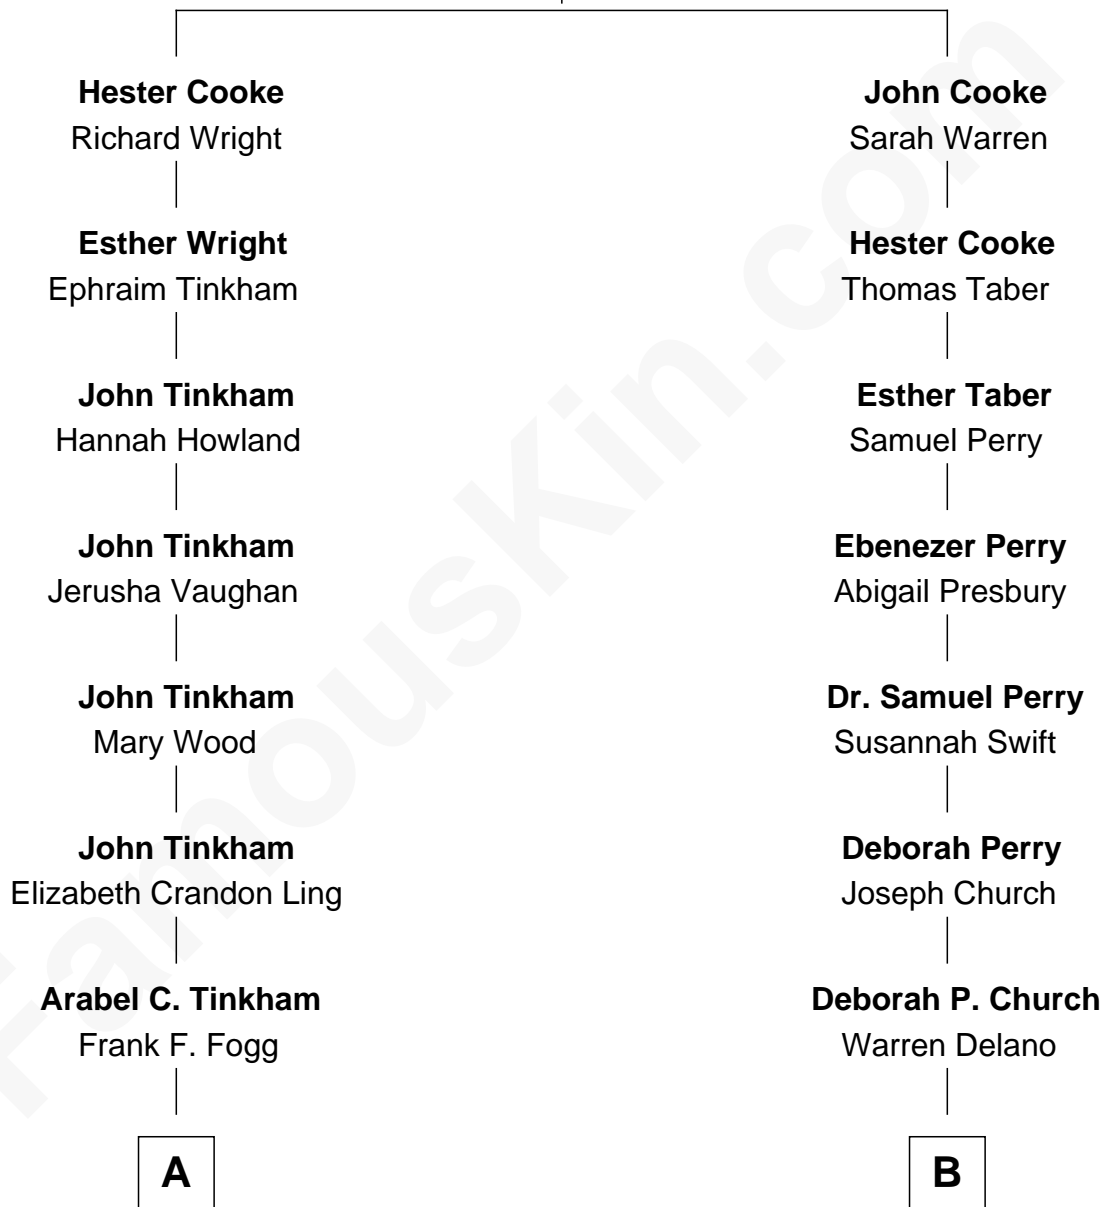 Hester Cooke
Richard Wright
Esther Wright
Ephraim Tinkham
John Tinkham
Hannah Howland
John Tinkham
Jerusha Vaughan
John Tinkham
Mary Wood
John Tinkham
Elizabeth Crandon Ling
Arabel C. Tinkham
Frank F. Fogg
A
John Cooke
Sarah Warren
Hester Cooke
Thomas Taber
Esther Taber
Samuel Perry
Ebenezer Perry
Abigail Presbury
Dr. Samuel Perry
Susannah Swift
Deborah Perry
Joseph Church
Deborah P. Church
Warren Delano
B
FamousKin.com